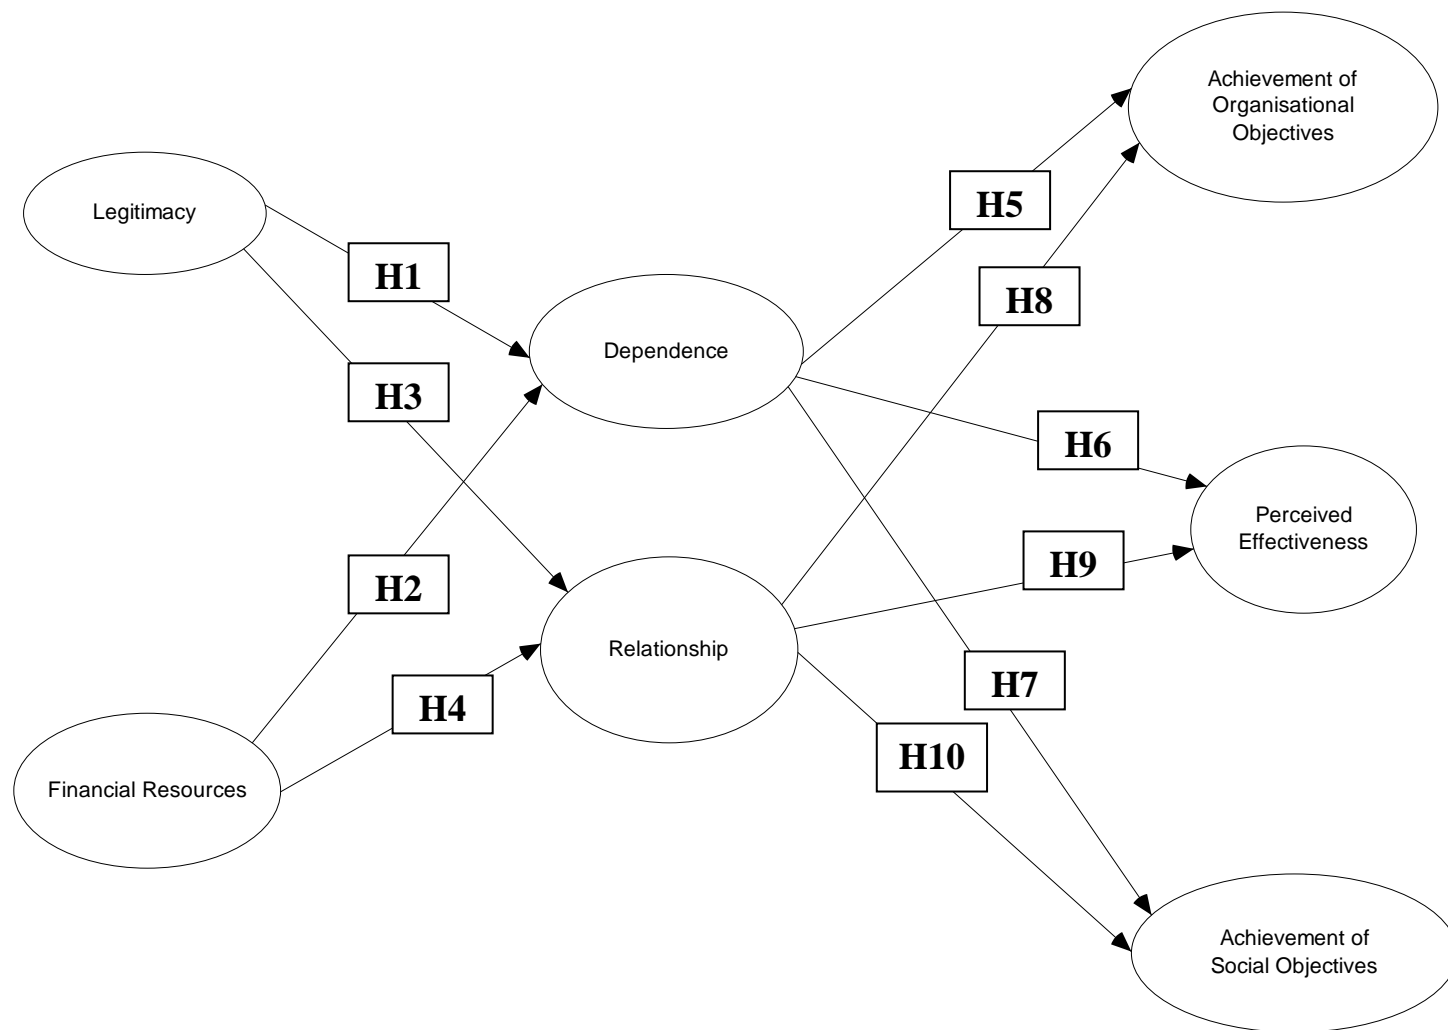 Achievement of
Organisational
Objectives
Legitimacy
H5
H1
H8
Dependence
H3
H6
Perceived
Effectiveness
H9
H2
Relationship
H7
H4
H10
Financial Resources
Achievement of
Social Objectives